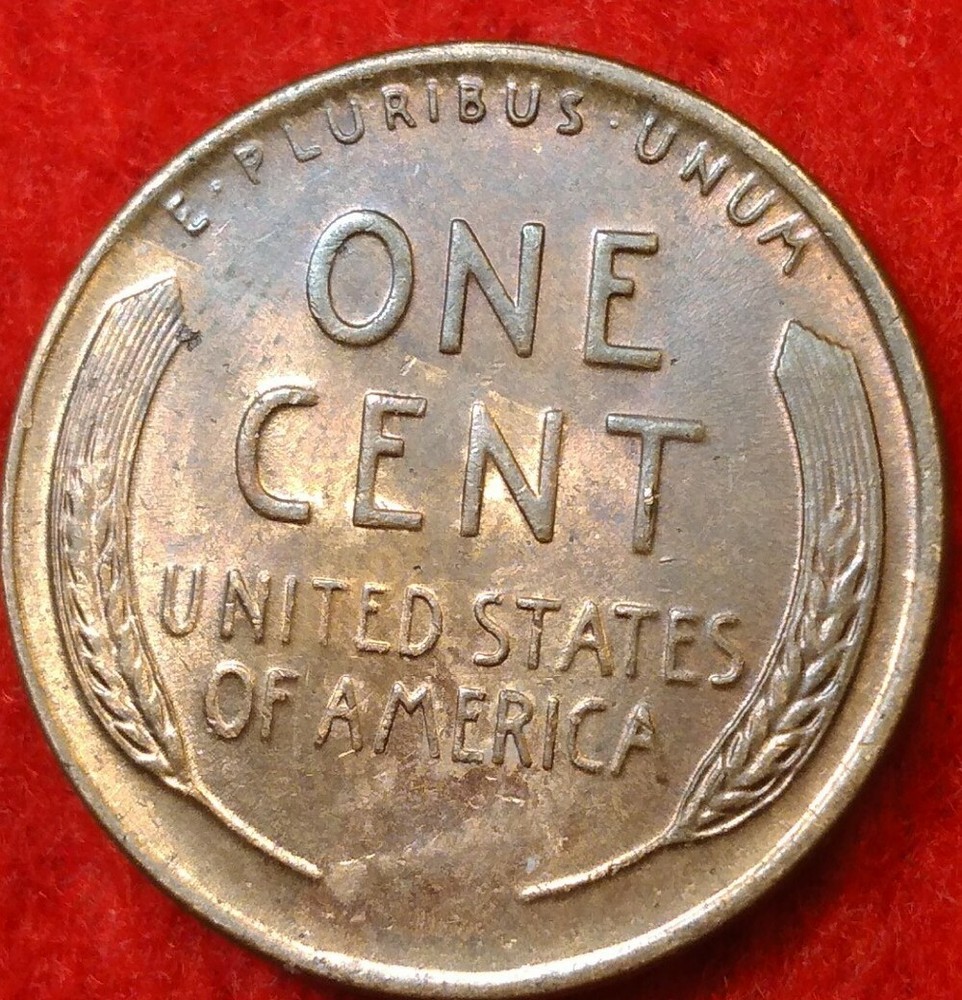 E · PLURIBUS · UNUM
ONE
CENT
UNITED STATES
OF AMERICA